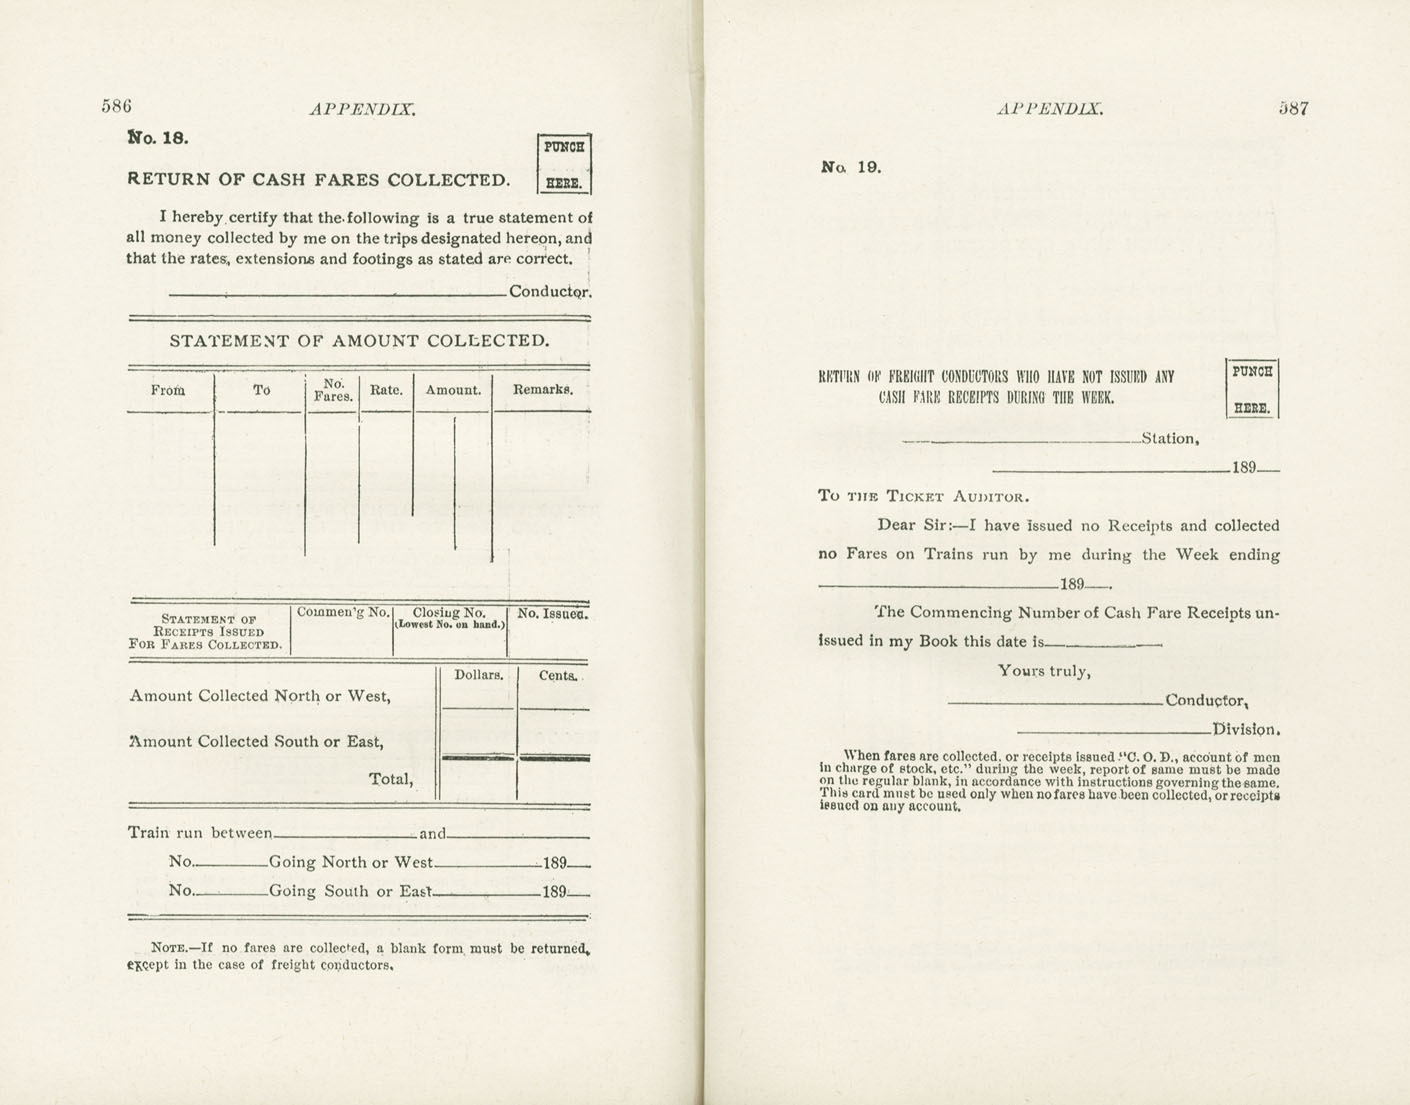 586 APPENDIX.
No. 18.
PUNCH
HERE.
RETURN OF CASH FARES COLLECTED.
I hereby certify that the following is a true statement of
all money collected by me on the trips designated hereon, and
that the rates, extensions and footings as stated are correct.
Conductor.
STATEMENT OF AMOUNT COLLECTED.
From To No. Fares. Rate. Amount. Remarks.
STATEMENT OF
RECEIPTS ISSUED
FOR FARES COLLECTED.
Commen'g No.
Closing No.
(Lowest No. on hand.)
No. Issued.
Dollars. Cents.
Amount Collected North or West,
Amount Collected South or East,
Total,
Train run between and
No. Going North or West 189
No. Going South or East 189
NOTE.—If no fares are collected, a blank form must be returned,
except in the case of freight conductors.
APPENDIX. 587
No. 19.
RETURN OF FREIGHT CONDUCTORS WHO HAVE NOT ISSUED ANY
CASH FARE RECEIPTS DURING THE WEEK.
PUNCH
HERE.
Station,
189
TO THE TICKET AUDITOR.
Dear Sir:—I have issued no Receipts and collected
no Fares on Trains run by me during the Week ending
189 .
The Commencing Number of Cash Fare Receipts un-
issued in my Book this date is
Yours truly,
Conductor,
Division.
When fares are collected, or receipts issued "C. O. D., account of men
in charge of stock, etc." during the week, report of same must be made
on the regular blank, in accordance with instructions governing the same.
This card must be used only when no fares have been collected, or receipts
issued on any account.